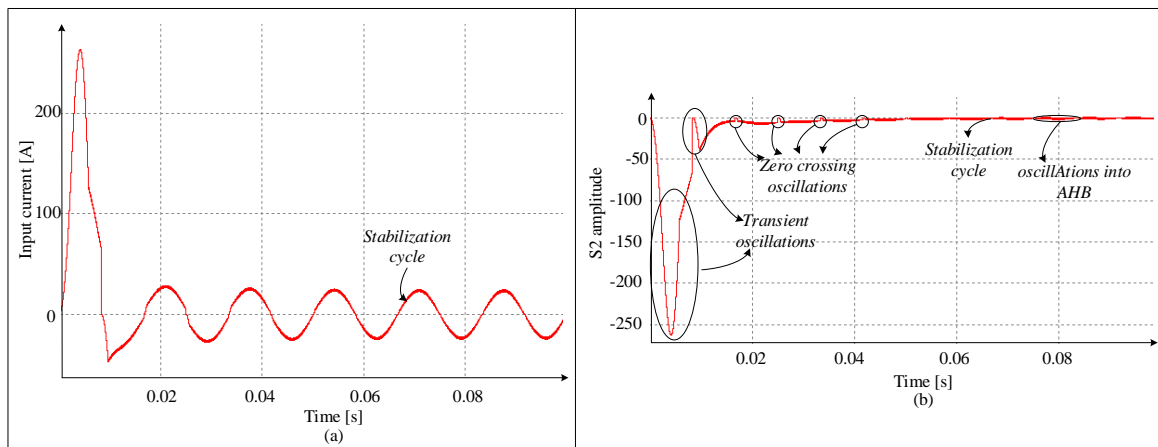 Input current [A]
200
100
0
0.02
0.04
0.06
0.08
Time [s]
(a)
Stabilization
cycle
S2 amplitude
0
-50
-100
-150
-200
-250
0.02
0.04
0.06
0.08
Time [s]
(b)
Zero crossing
oscillations
Transient
oscillations
Stabilization
cycle
oscillAtions into
AHB